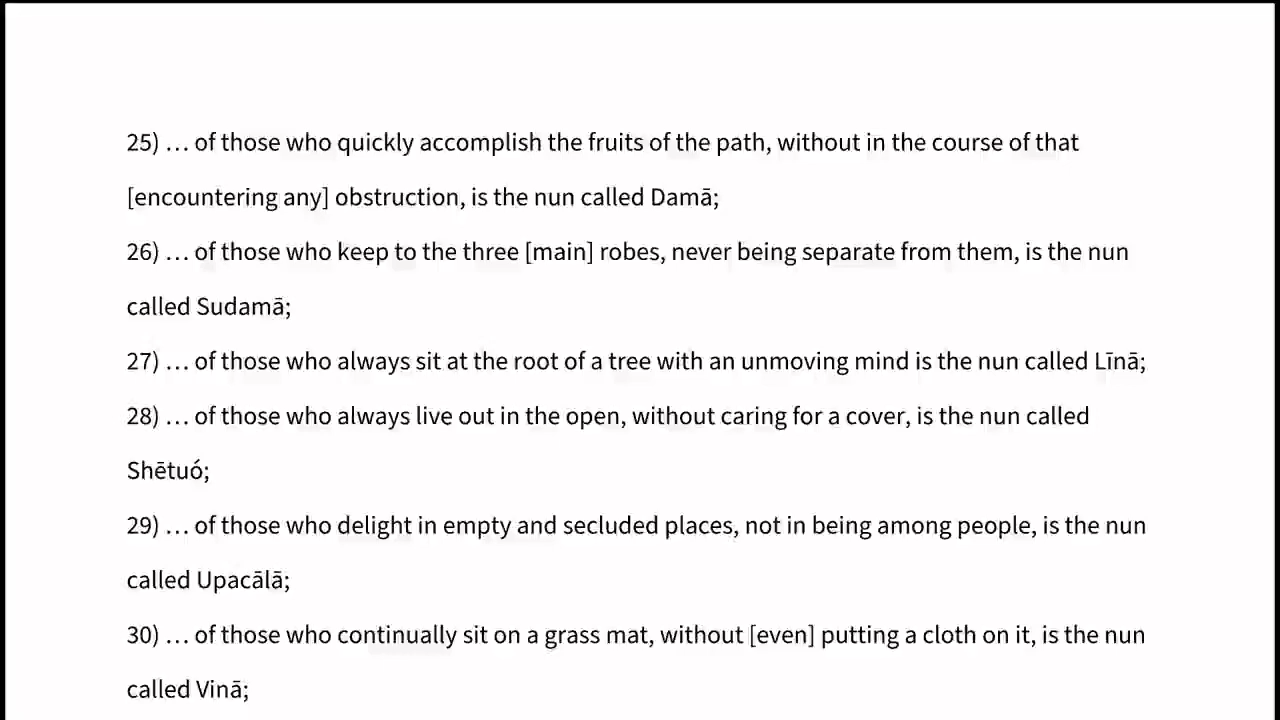 25) … of those who quickly accomplish the fruits of the path, without in the course of that
[encountering any] obstruction, is the nun called Damā;
26) … of those who keep to the three [main] robes, never being separate from them, is the nun
called Sudamā;
27) … of those who always sit at the root of a tree with an unmoving mind is the nun called Līnā;
28) … of those who always live out in the open, without caring for a cover, is the nun called
Shētuó;
29) … of those who delight in empty and secluded places, not in being among people, is the nun
called Upacālā;
30) … of those who continually sit on a grass mat, without [even] putting a cloth on it, is the nun
called Vinā;